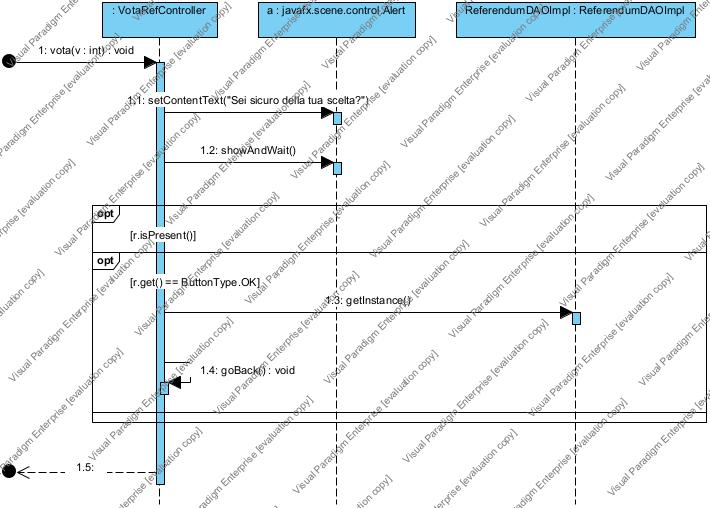 : VotaRefController
a : javafx.scene.control.Alert
ReferendumDAOImpl : ReferendumDAOImpl
1: vota(v : int) : void
1.1: setContentText("Sei sicuro della tua scelta?")
1.2: showAndWait()
opt
[r.isPresent()]
opt
[r.get() == ButtonType.OK]
1.3: getInstance()
1.4: goBack() : void
1.5:
Visual Paradigm Enterprise [evaluation copy]